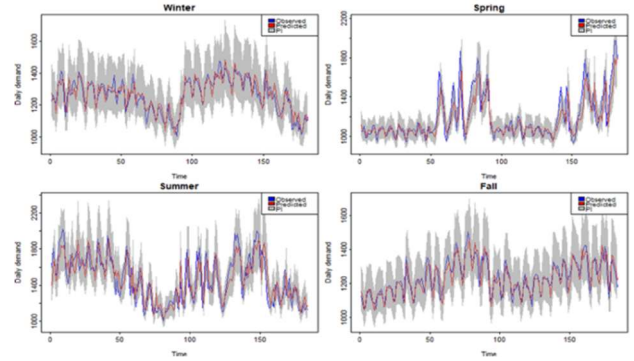 Winter
Observed
Predicted
PI
Daily demand
1600
1400
1200
1000
0
50
100
150
Time
Spring
Observed
Predicted
PI
Daily demand
2200
1800
1400
1000
0
50
100
150
Time
Summer
Observed
Predicted
PI
Daily demand
2200
1800
1400
1000
0
50
100
150
Time
Fall
Observed
Predicted
PI
Daily demand
1600
1400
1200
1000
0
50
100
150
Time